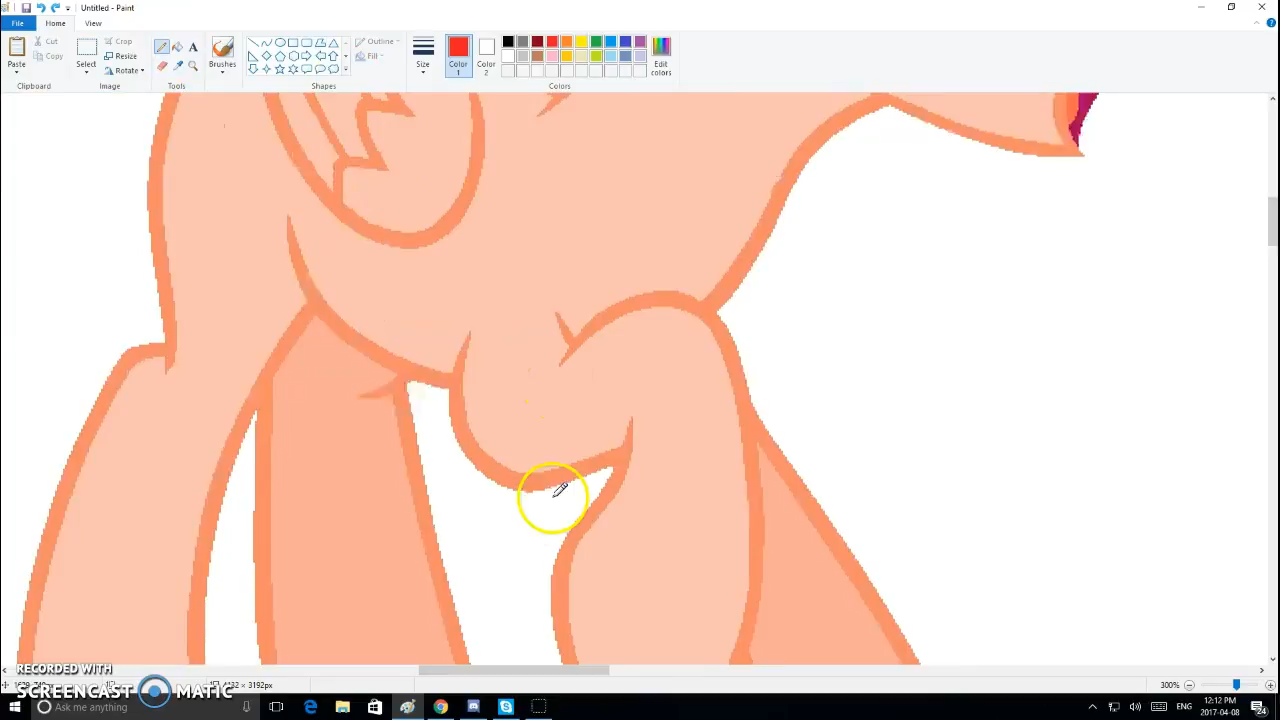 Untitled - Paint
File Home View
Paste
Cut
Copy
Clipboard
Select
Crop
Resize
Rotate
Image
A
Tools
Brushes
Shapes
Outline
Fill
Size
Color 1
Color 2
Edit colors
Colors
RECORDED WITH
SCREENCAST MATIC
3192px
300%
Ask me anything
ENG
12:12 PM
2017-04-08
24